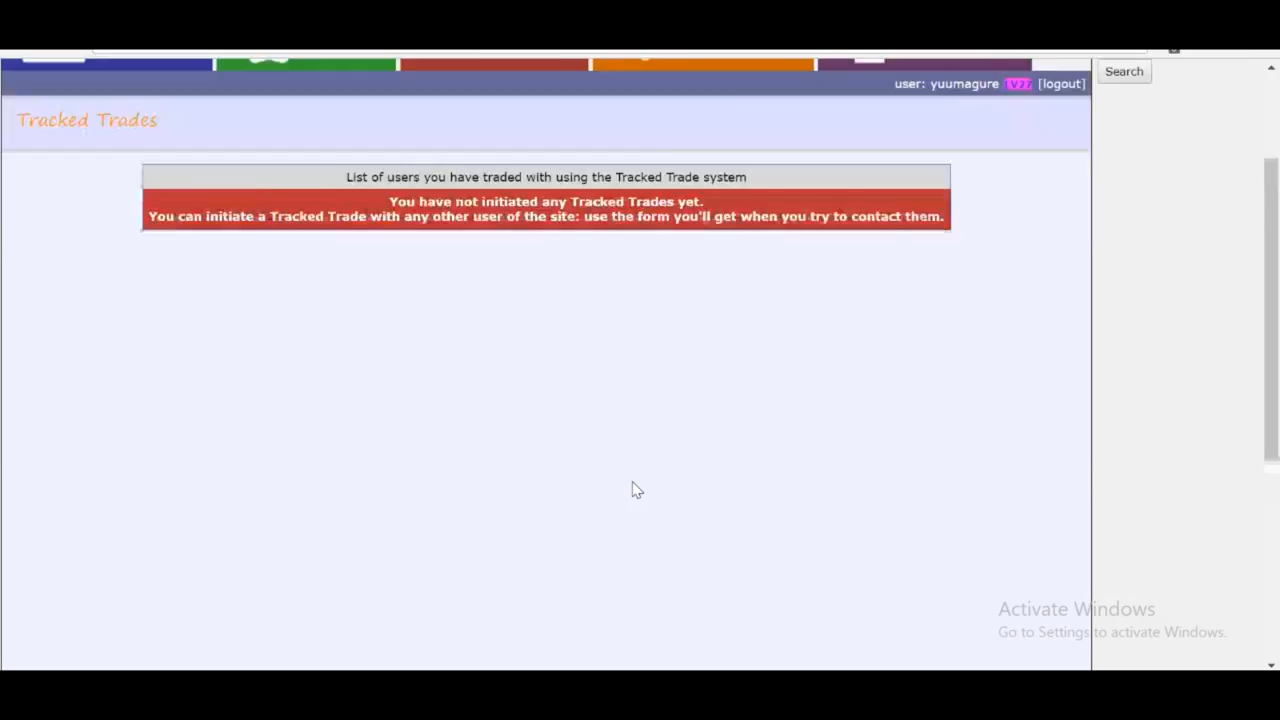 Search
user: yuumagure LV27 [logout]
Tracked Trades
List of users you have traded with using the Tracked Trade system
You have not initiated any Tracked Trades yet.
You can initiate a Tracked Trade with any other user of the site: use the form you'll get when you try to contact them.
Activate Windows
Go to Settings to activate Windows.